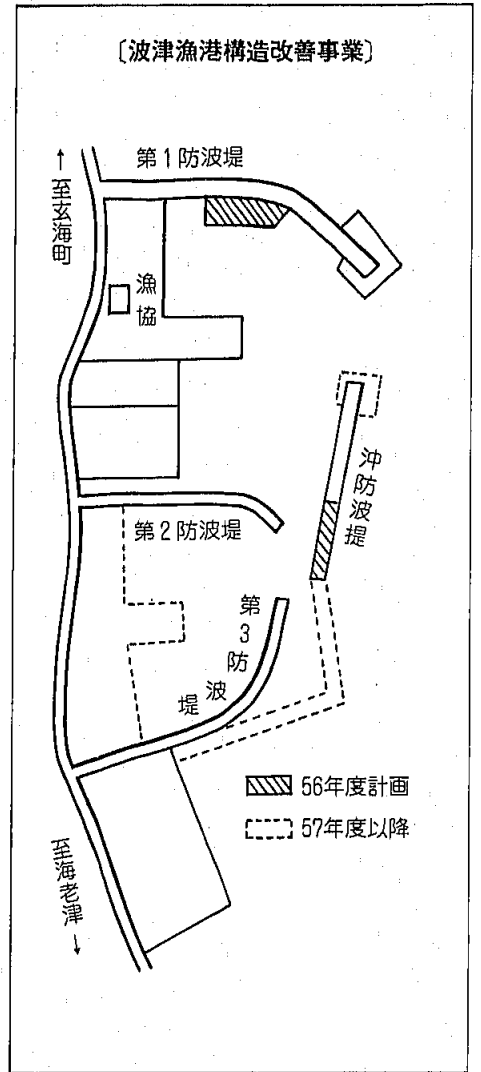 〔波津漁港構造改善事業〕
↑至玄海町
第1防波堤
漁協
沖防波提
第2防波堤
第3防波堤
56年度計画
57年度以降
至海老津↓